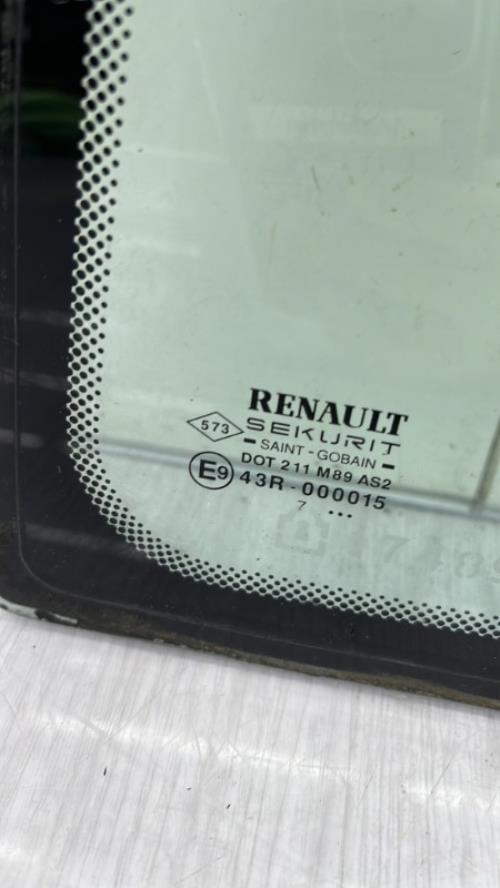 RENAULT
573
SEKURIT
SAINT - GOBAIN
DOT 211 M89 AS2
E9 43R - 000015
7 ...